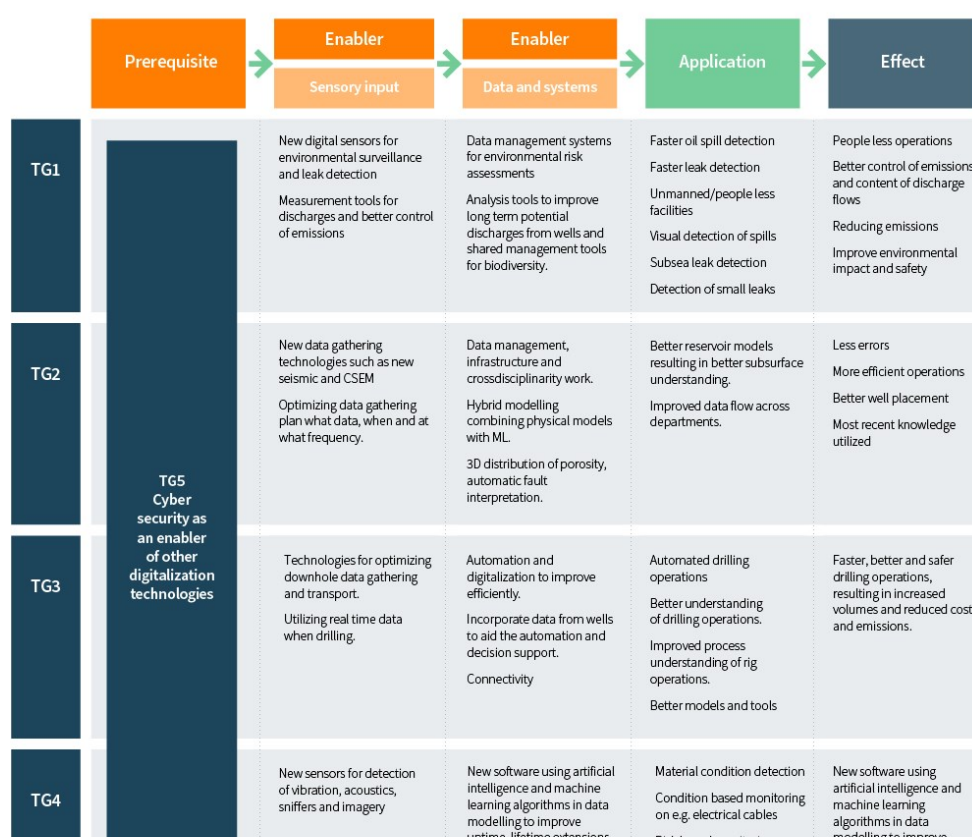 Prerequisite
Enabler
Sensory input
Enabler
Data and systems
Application
Effect
TG5
Cyber
security as
an enabler
of other
digitalization
technologies
TG1
New digital sensors for
environmental surveillance
and leak detection
Measurement tools for
discharges and better control
of emissions
Data management systems
for environmental risk
assessments
Analysis tools to improve
long term potential
discharges from wells and
shared management tools
for biodiversity.
Faster oil spill detection
Faster leak detection
Unmanned/people less
facilities
Visual detection of spills
Subsea leak detection
Detection of small leaks
People less operations
Better control of emissions
and content of discharge
flows
Reducing emissions
Improve environmental
impact and safety
TG2
New data gathering
technologies such as new
seismic and CSEM
Optimizing data gathering
plan what data, when and at
what frequency.
Data management,
infrastructure and
crossdisciplinarity work.
Hybrid modelling
combining physical models
with ML.
3D distribution of porosity,
automatic fault
interpretation.
Better reservoir models
resulting in better subsurface
understanding.
Improved data flow across
departments.
Less errors
More efficient operations
Better well placement
Most recent knowledge
utilized
TG3
Technologies for optimizing
downhole data gathering
and transport.
Utilizing real time data
when drilling.
Automation and
digitalization to improve
efficiently.
Incorporate data from wells
to aid the automation and
decision support.
Connectivity
Automated drilling
operations
Better understanding
of drilling operations.
Improved process
understanding of rig
operations.
Better models and tools
Faster, better and safer
drilling operations,
resulting in increased
volumes and reduced cost
and emissions.
TG4
New sensors for detection
of vibration, acoustics,
sniffers and imagery
New software using artificial
intelligence and machine
learning algorithms in data
modelling to improve
uptime, lifetime extensions
Material condition detection
Condition based monitoring
on e.g. electrical cables
New software using
artificial intelligence and
machine learning
algorithms in data
modelling to improve